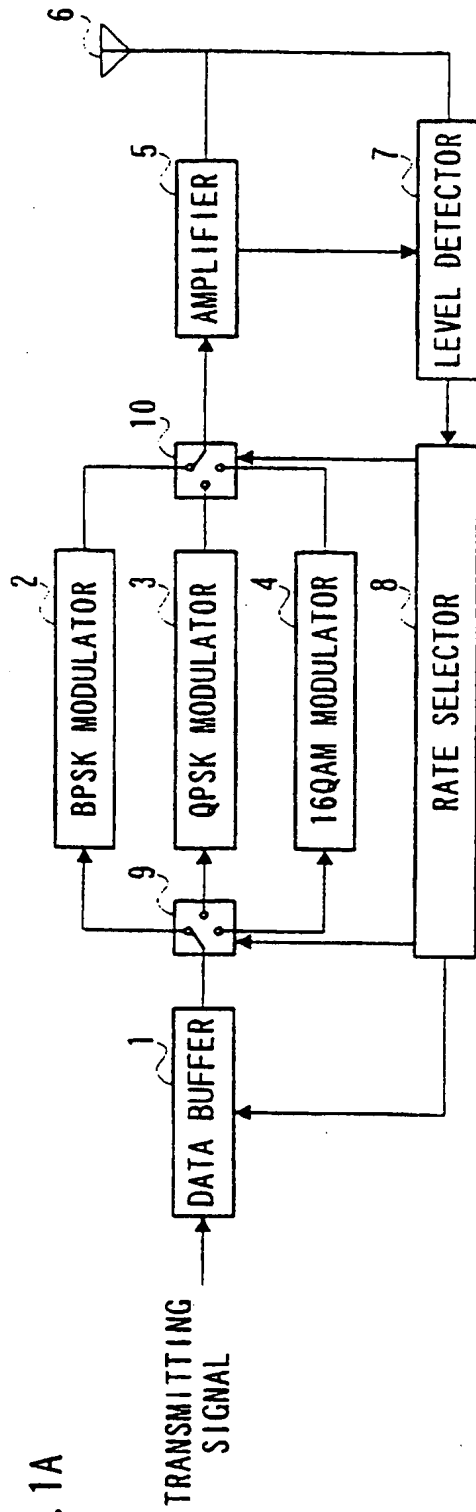 . 1A
TRANSMITTING
SIGNAL
1
DATA BUFFER
9
2
BPSK MODULATOR
3
QPSK MODULATOR
4
16QAM MODULATOR
10
5
AMPLIFIER
6
7
LEVEL DETECTOR
8
RATE SELECTOR